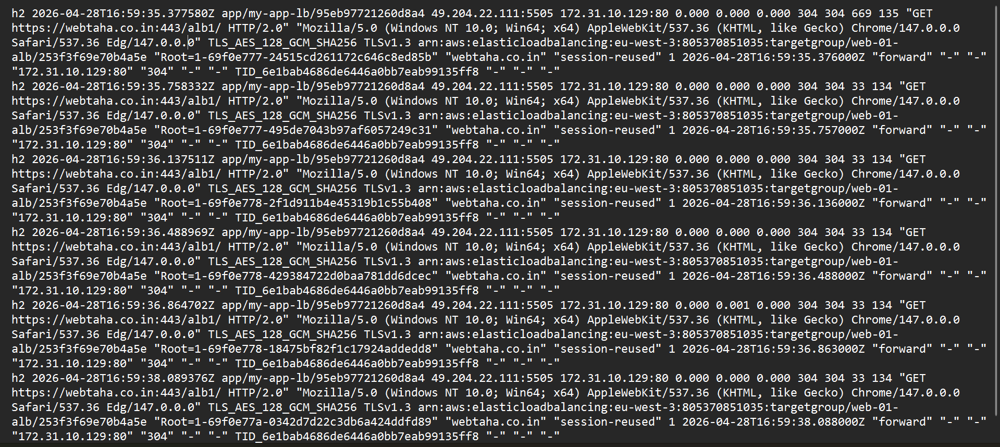 h2 2026-04-28T16:59:35.377580Z app/my-app-lb/95eb97721260d8a4 49.204.22.111:5505 172.31.10.129:80 0.000 0.000 0.000 304 304 669 135 "GET
https://webtaha.co.in:443/alb1/ HTTP/2.0" "Mozilla/5.0 (Windows NT 10.0; Win64; x64) AppleWebKit/537.36 (KHTML, like Gecko) Chrome/147.0.0.0
Safari/537.36 Edg/147.0.0.0" TLS_AES_128_GCM_SHA256 TLSv1.3 arn:aws:elasticloadbalancing:eu-west-3:805370851035:targetgroup/web-01-
alb/253f3f69e70b4a5e "Root=1-69f0e777-24515cd261172c646c8ed85b" "webtaha.co.in" "session-reused" 1 2026-04-28T16:59:35.376000Z "forward" "-" "-"
"172.31.10.129:80" "304" "-" "-" TID_6e1bab4686de6446a0bb7eab99135ff8 "-" "-" "-"
h2 2026-04-28T16:59:35.758332Z app/my-app-lb/95eb97721260d8a4 49.204.22.111:5505 172.31.10.129:80 0.000 0.000 0.000 304 304 33 134 "GET
https://webtaha.co.in:443/alb1/ HTTP/2.0" "Mozilla/5.0 (Windows NT 10.0; Win64; x64) AppleWebKit/537.36 (KHTML, like Gecko) Chrome/147.0.0.0
Safari/537.36 Edg/147.0.0.0" TLS_AES_128_GCM_SHA256 TLSv1.3 arn:aws:elasticloadbalancing:eu-west-3:805370851035:targetgroup/web-01-
alb/253f3f69e70b4a5e "Root=1-69f0e777-495de7043b97af6057249c31" "webtaha.co.in" "session-reused" 1 2026-04-28T16:59:35.757000Z "forward" "-" "-"
"172.31.10.129:80" "304" "-" "-" TID_6e1bab4686de6446a0bb7eab99135ff8 "-" "-" "-"
h2 2026-04-28T16:59:36.137511Z app/my-app-lb/95eb97721260d8a4 49.204.22.111:5505 172.31.10.129:80 0.000 0.000 0.000 304 304 33 134 "GET
https://webtaha.co.in:443/alb1/ HTTP/2.0" "Mozilla/5.0 (Windows NT 10.0; Win64; x64) AppleWebKit/537.36 (KHTML, like Gecko) Chrome/147.0.0.0
Safari/537.36 Edg/147.0.0.0" TLS_AES_128_GCM_SHA256 TLSv1.3 arn:aws:elasticloadbalancing:eu-west-3:805370851035:targetgroup/web-01-
alb/253f3f69e70b4a5e "Root=1-69f0e778-2f1d911b4e45319b1c55b408" "webtaha.co.in" "session-reused" 1 2026-04-28T16:59:36.136000Z "forward" "-" "-"
"172.31.10.129:80" "304" "-" "-" TID_6e1bab4686de6446a0bb7eab99135ff8 "-" "-" "-"
h2 2026-04-28T16:59:36.488969Z app/my-app-lb/95eb97721260d8a4 49.204.22.111:5505 172.31.10.129:80 0.000 0.000 0.000 304 304 33 134 "GET
https://webtaha.co.in:443/alb1/ HTTP/2.0" "Mozilla/5.0 (Windows NT 10.0; Win64; x64) AppleWebKit/537.36 (KHTML, like Gecko) Chrome/147.0.0.0
Safari/537.36 Edg/147.0.0.0" TLS_AES_128_GCM_SHA256 TLSv1.3 arn:aws:elasticloadbalancing:eu-west-3:805370851035:targetgroup/web-01-
alb/253f3f69e70b4a5e "Root=1-69f0e778-429384722d0baa781dd6dcec" "webtaha.co.in" "session-reused" 1 2026-04-28T16:59:36.488000Z "forward" "-" "-"
"172.31.10.129:80" "304" "-" "-" TID_6e1bab4686de6446a0bb7eab99135ff8 "-" "-" "-"
h2 2026-04-28T16:59:36.864702Z app/my-app-lb/95eb97721260d8a4 49.204.22.111:5505 172.31.10.129:80 0.000 0.001 0.000 304 304 33 134 "GET
https://webtaha.co.in:443/alb1/ HTTP/2.0" "Mozilla/5.0 (Windows NT 10.0; Win64; x64) AppleWebKit/537.36 (KHTML, like Gecko) Chrome/147.0.0.0
Safari/537.36 Edg/147.0.0.0" TLS_AES_128_GCM_SHA256 TLSv1.3 arn:aws:elasticloadbalancing:eu-west-3:805370851035:targetgroup/web-01-
alb/253f3f69e70b4a5e "Root=1-69f0e778-18475bf82f1c17924addedd8" "webtaha.co.in" "session-reused" 1 2026-04-28T16:59:36.863000Z "forward" "-" "-"
"172.31.10.129:80" "304" "-" "-" TID_6e1bab4686de6446a0bb7eab99135ff8 "-" "-" "-"
h2 2026-04-28T16:59:38.089376Z app/my-app-lb/95eb97721260d8a4 49.204.22.111:5505 172.31.10.129:80 0.000 0.000 0.000 304 304 33 134 "GET
https://webtaha.co.in:443/alb1/ HTTP/2.0" "Mozilla/5.0 (Windows NT 10.0; Win64; x64) AppleWebKit/537.36 (KHTML, like Gecko) Chrome/147.0.0.0
Safari/537.36 Edg/147.0.0.0" TLS_AES_128_GCM_SHA256 TLSv1.3 arn:aws:elasticloadbalancing:eu-west-3:805370851035:targetgroup/web-01-
alb/253f3f69e70b4a5e "Root=1-69f0e77a-0342d7d22c3db6a424ddfd89" "webtaha.co.in" "session-reused" 1 2026-04-28T16:59:38.088000Z "forward" "-" "-"
"172.31.10.129:80" "304" "-" "-" TID_6e1bab4686de6446a0bb7eab99135ff8 "-" "-" "-"